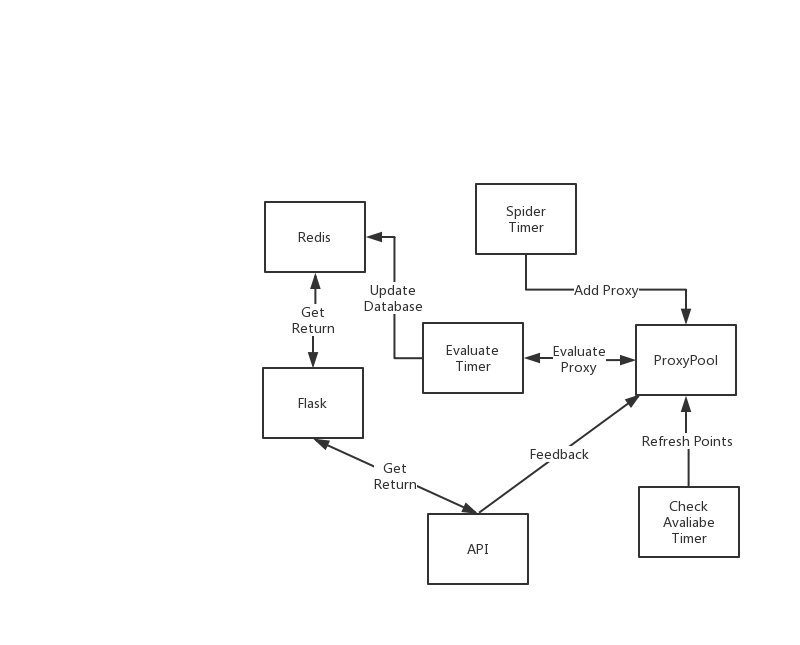 Spider
Timer
Redis
Add Proxy
Update
Database
Get
Return
Evaluate
Timer
Evaluate
Proxy
ProxyPool
Flask
Refresh Points
Feedback
Get
Return
Check
Avaliabe
Timer
API